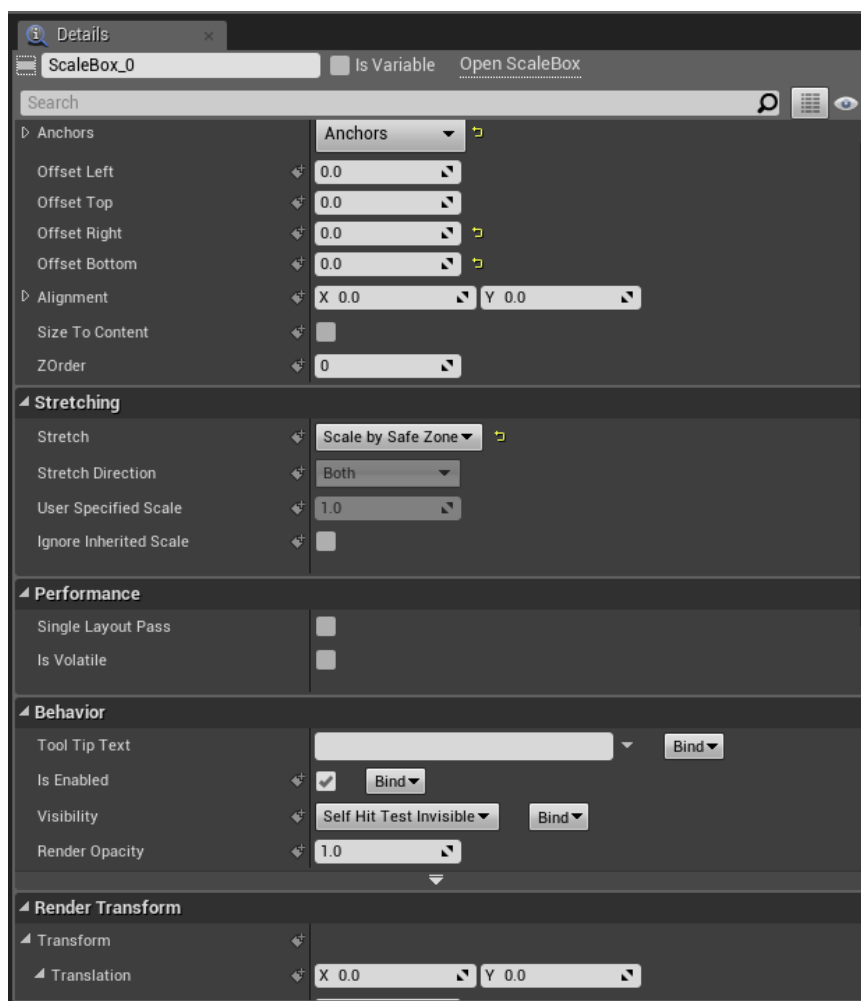 Details
ScaleBox_0 Is Variable Open ScaleBox
Search
Anchors Anchors
Offset Left 0.0
Offset Top 0.0
Offset Right 0.0
Offset Bottom 0.0
Alignment X 0.0 Y 0.0
Size To Content
ZOrder 0
Stretching
Stretch Scale by Safe Zone
Stretch Direction Both
User Specified Scale 1.0
Ignore Inherited Scale
Performance
Single Layout Pass
Is Volatile
Behavior
Tool Tip Text Bind
Is Enabled Bind
Visibility Self Hit Test Invisible Bind
Render Opacity 1.0
Render Transform
Transform
Translation X 0.0 Y 0.0